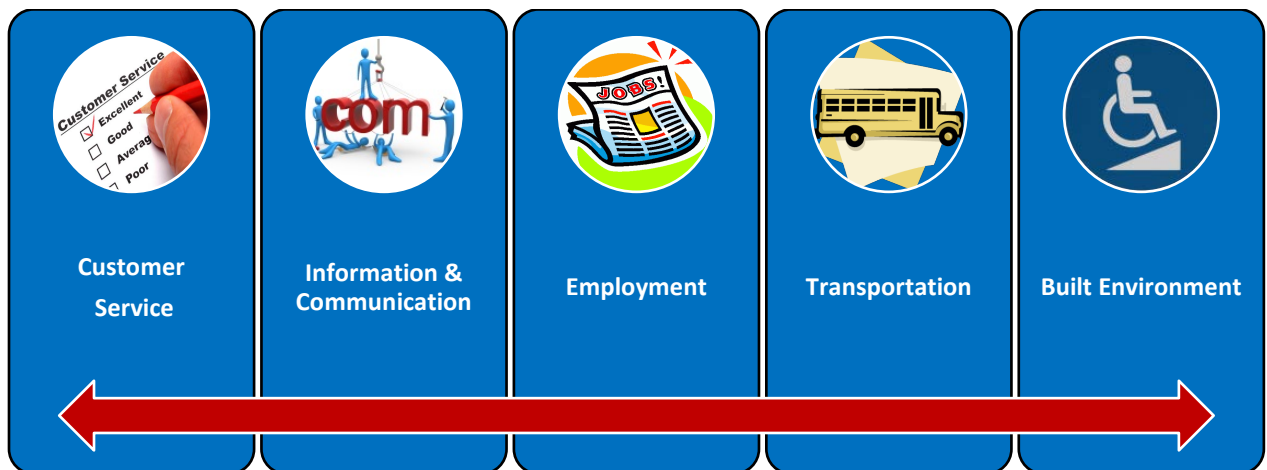 Customer Service
Excellent
Good
Averag
Poor
com
JOBS!
Customer
Service
Information &
Communication
Employment
Transportation
Built Environment